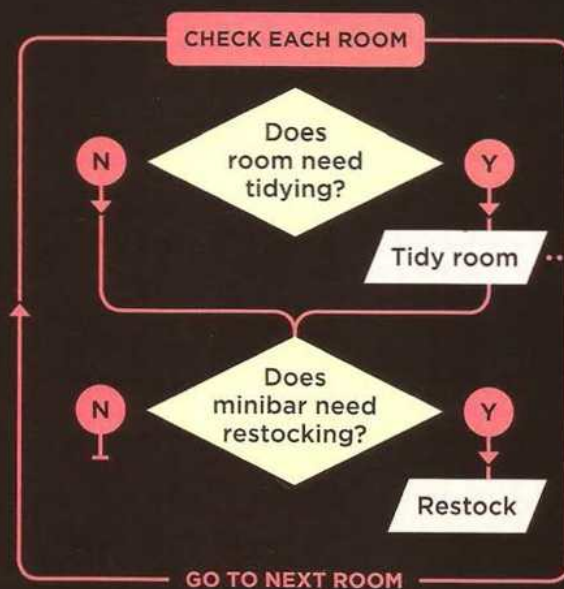 CHECK EACH ROOM
Does
room need
tidying?
N
Y
Tidy room
Does
minibar need
restocking?
N
Y
Restock
GO TO NEXT ROOM